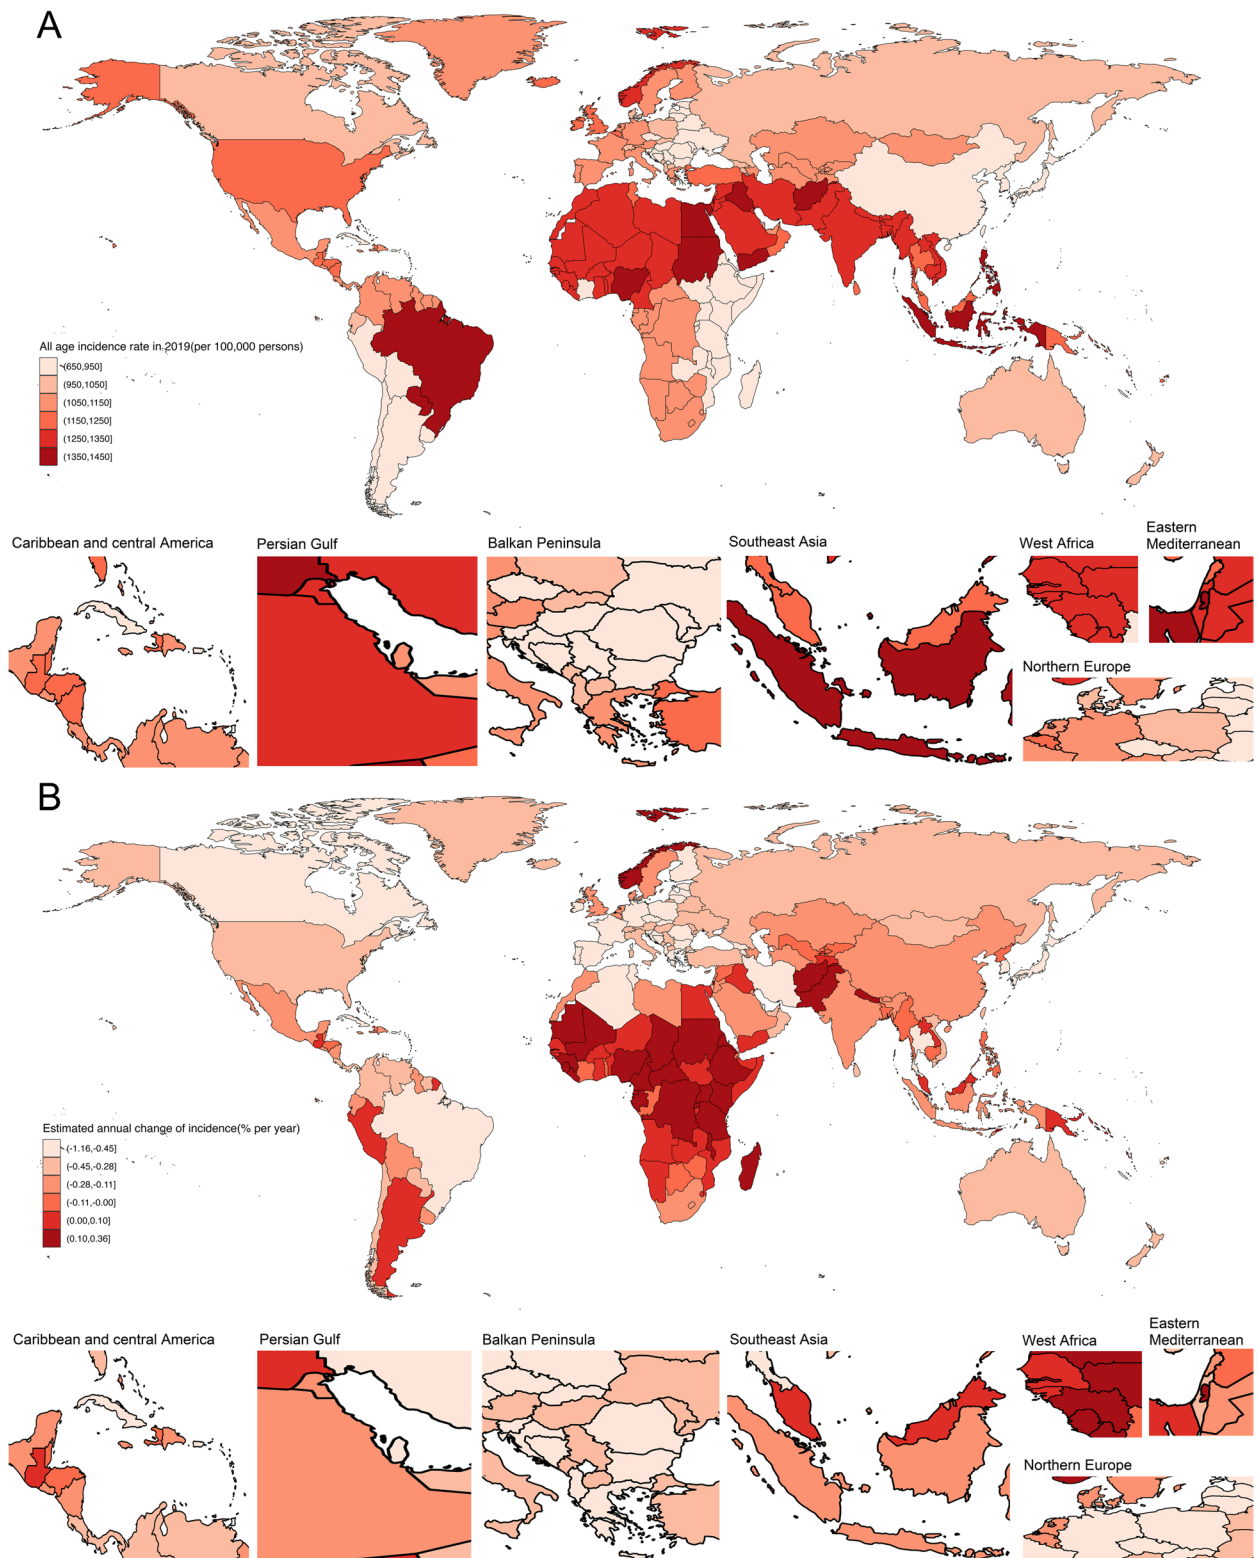 A
All age incidence rate in 2019(per 100,000 persons)
(650,950]
(950,1050]
(1050,1150]
(1150,1250]
(1250,1350]
(1350,1450]
Caribbean and central America
Persian Gulf
Balkan Peninsula
Southeast Asia
West Africa
Eastern
Mediterranean
Northern Europe
B
Estimated annual change of incidence(% per year)
(-1.16,-0.45]
(-0.45,-0.28]
(-0.28,-0.11]
(-0.11,-0.00]
(0.00,0.10]
(0.10,0.36]
Caribbean and central America
Persian Gulf
Balkan Peninsula
Southeast Asia
West Africa
Eastern
Mediterranean
Northern Europe